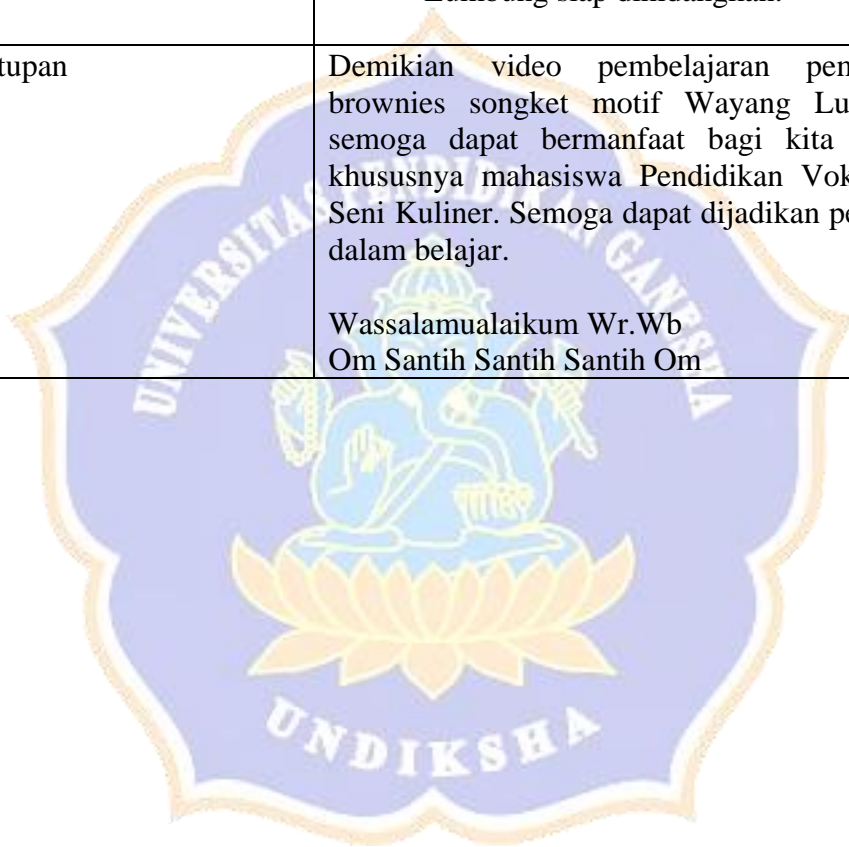 siap dihidangkan.
tupan
Demikian video pembelajaran pem
brownies songket motif Wayang Lu
semoga dapat bermanfaat bagi kita
khususnya mahasiswa Pendidikan Vok
Seni Kuliner. Semoga dapat dijadikan pe
dalam belajar.
Wassalamualaikum Wr.Wb
Om Santih Santih Santih Om
UNIVERSITAS PENDIDIKAN GANESHA
UNDIKSHA